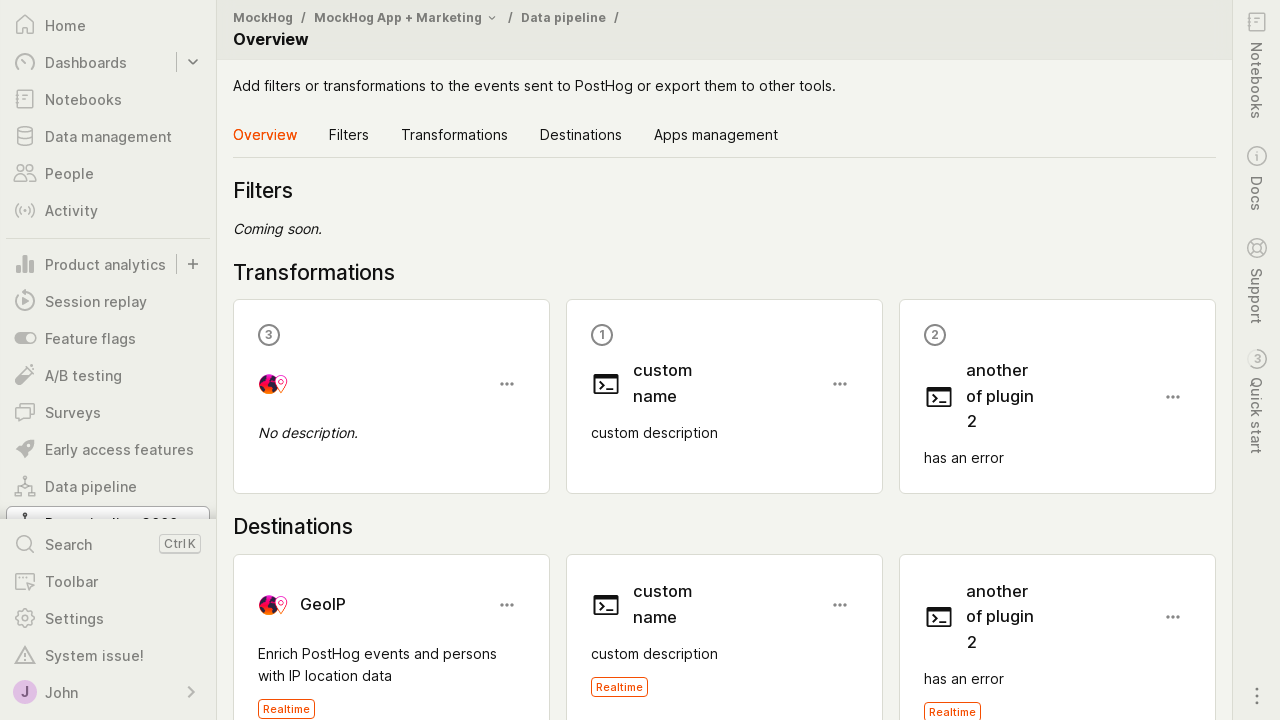 Home
Dashboards
Notebooks
Data management
People
Activity
Product analytics
Session replay
Feature flags
A/B testing
Surveys
Early access features
Data pipeline
Search
Ctrl K
Toolbar
Settings
System issue!
J
John
MockHog / MockHog App + Marketing / Data pipeline /
Overview
Add filters or transformations to the events sent to PostHog or export them to other tools.
Overview Filters Transformations Destinations Apps management
Filters
Coming soon.
Transformations
3
No description.
1
custom
name
custom description
2
another
of plugin
2
has an error
Destinations
GeoIP
Enrich PostHog events and persons
with IP location data
Realtime
custom
name
custom description
Realtime
another
of plugin
2
has an error
Realtime
Notebooks
Docs
Support
3
Quick start